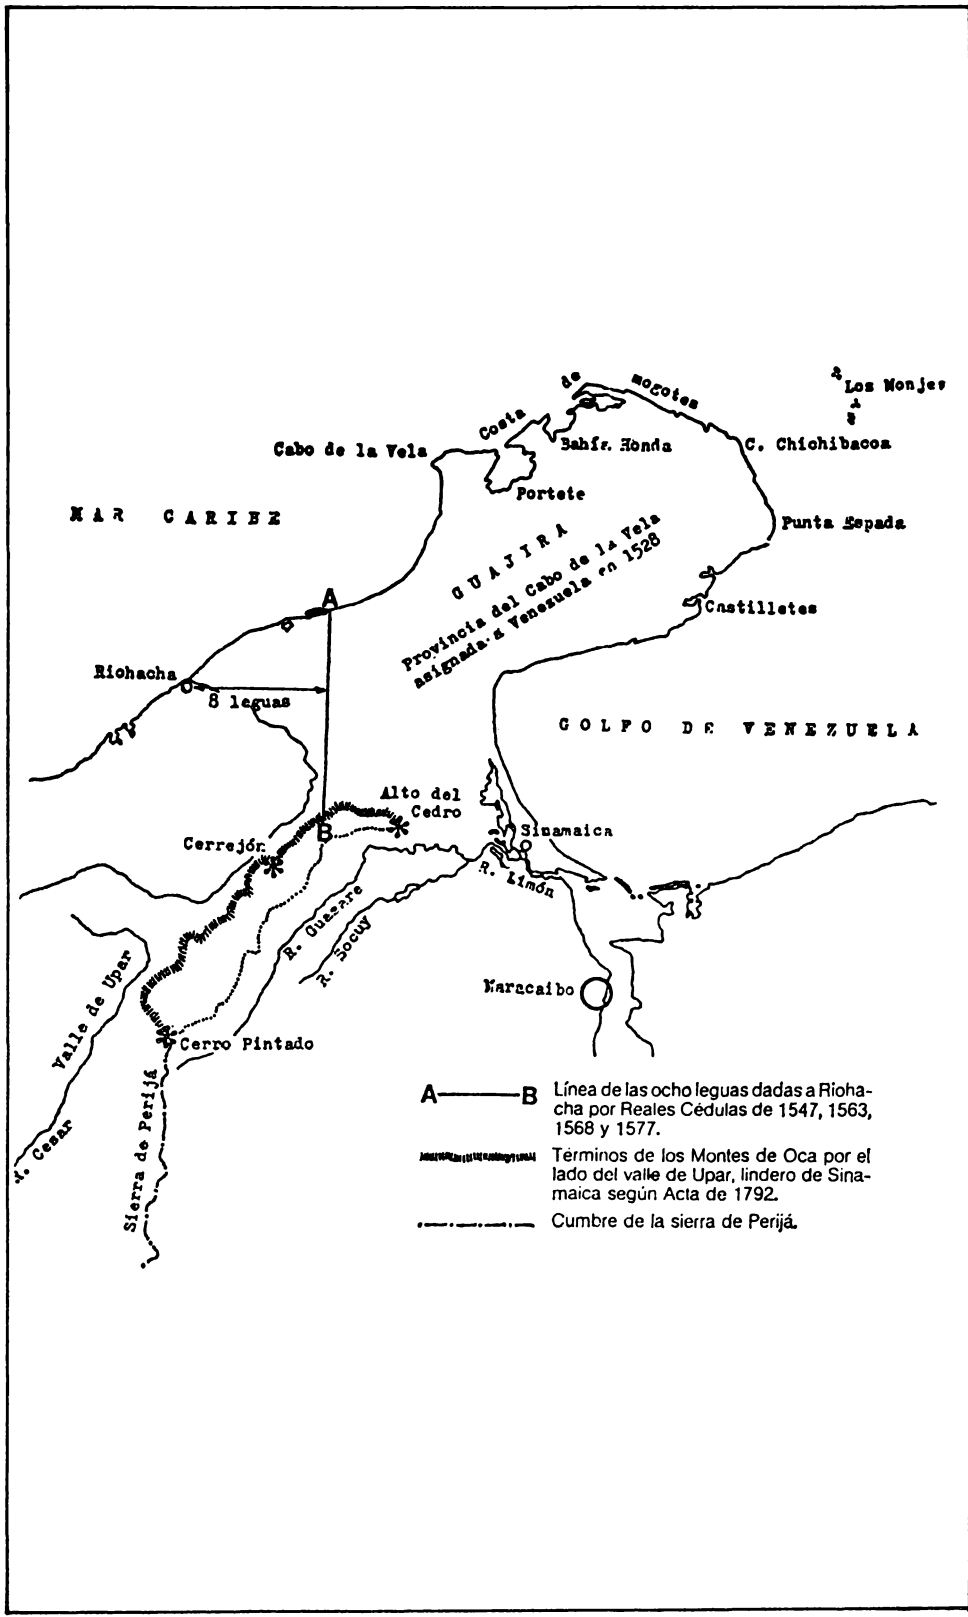 Costa de mogotes
Los Monjes
Cabo de la Vela
Bahía Honda
C. Chichibacoa
Portete
MAR CARIBE
Punta Espada
GUAJIRA
Provincia del Cabo de la Vela
asignada a Venezuela en 1528
A
Castilletes
Riohacha
8 leguas
GOLFO DE VENEZUELA
Alto del
Cedro
B
Sinamaica
Cerrejón
R. Limón
R. Guasare
R. Socuy
Valle de Upar
Maracaibo
Cerro Pintado
Sierra de Perijá
R. Cesar
A B Línea de las ocho leguas dadas a Rioha-
cha por Reales Cédulas de 1547, 1563,
1568 y 1577.
Términos de los Montes de Oca por el
lado del valle de Upar, lindero de Sina-
maica según Acta de 1792.
Cumbre de la sierra de Perijá.